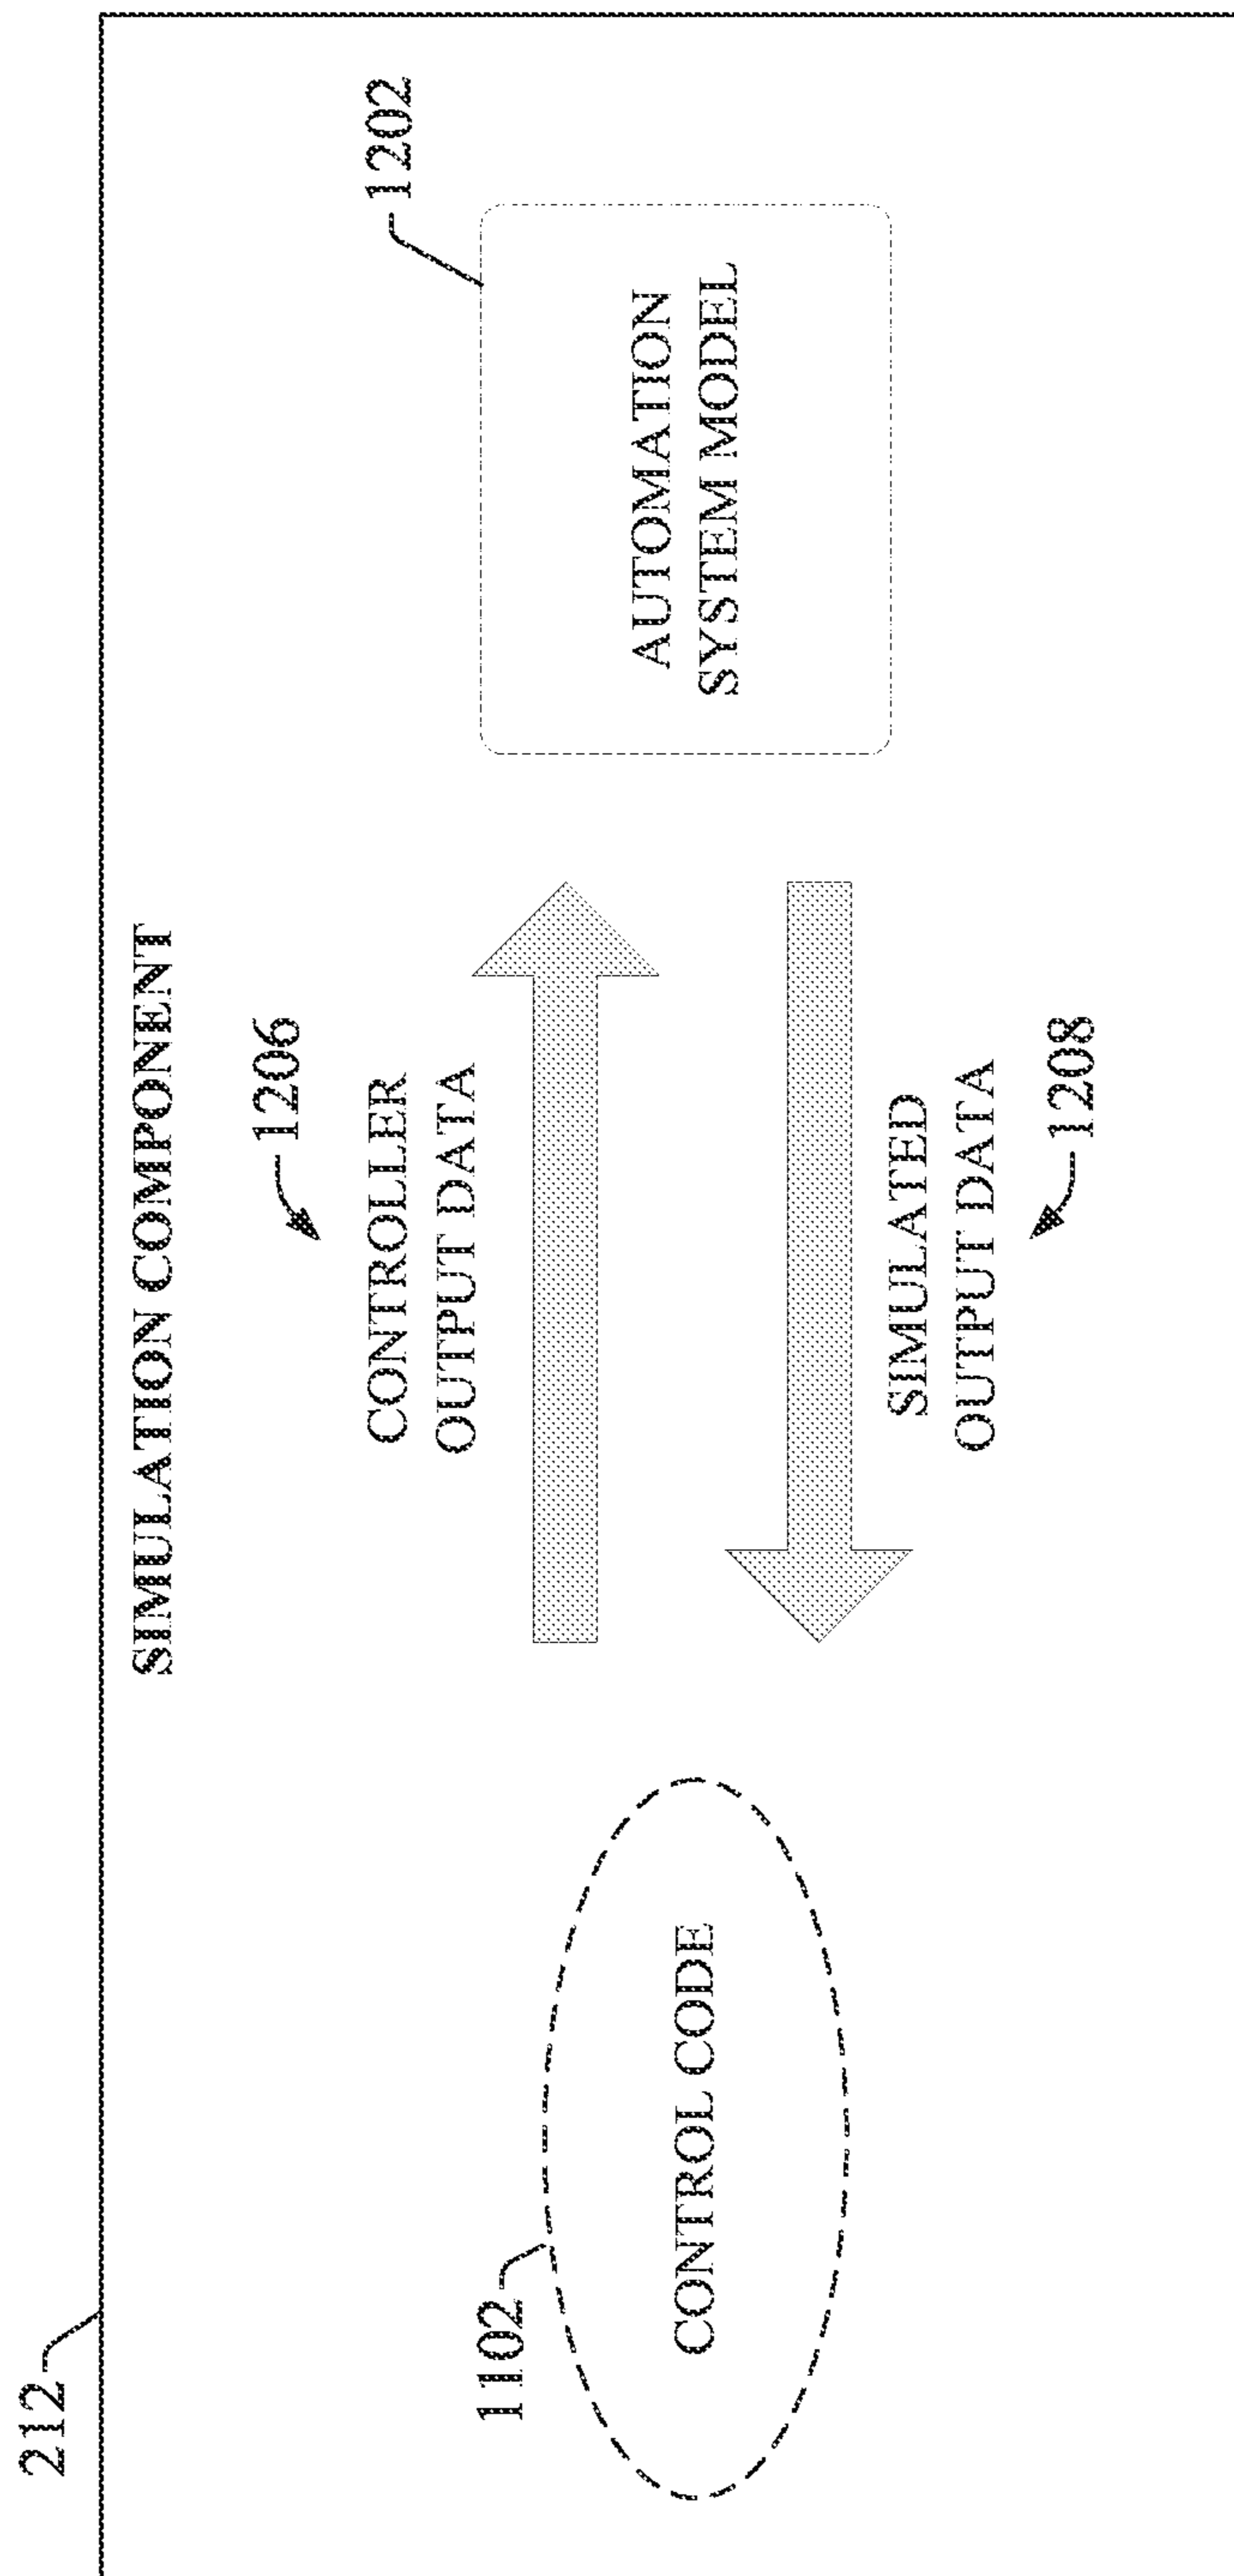 212
SIMULATION COMPONENT
1206
CONTROLLER
OUTPUT DATA
1202
1102
CONTROL CODE
AUTOMATION
SYSTEM MODEL
SIMULATED
OUTPUT DATA
1208